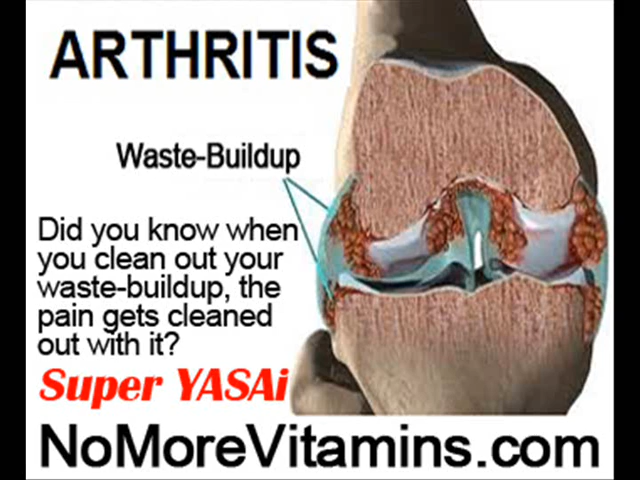 ARTHRITIS
Waste-Buildup
Did you know when
you clean out your
waste-buildup, the
pain gets cleaned
out with it?
Super YASAi
NoMoreVitamins.com